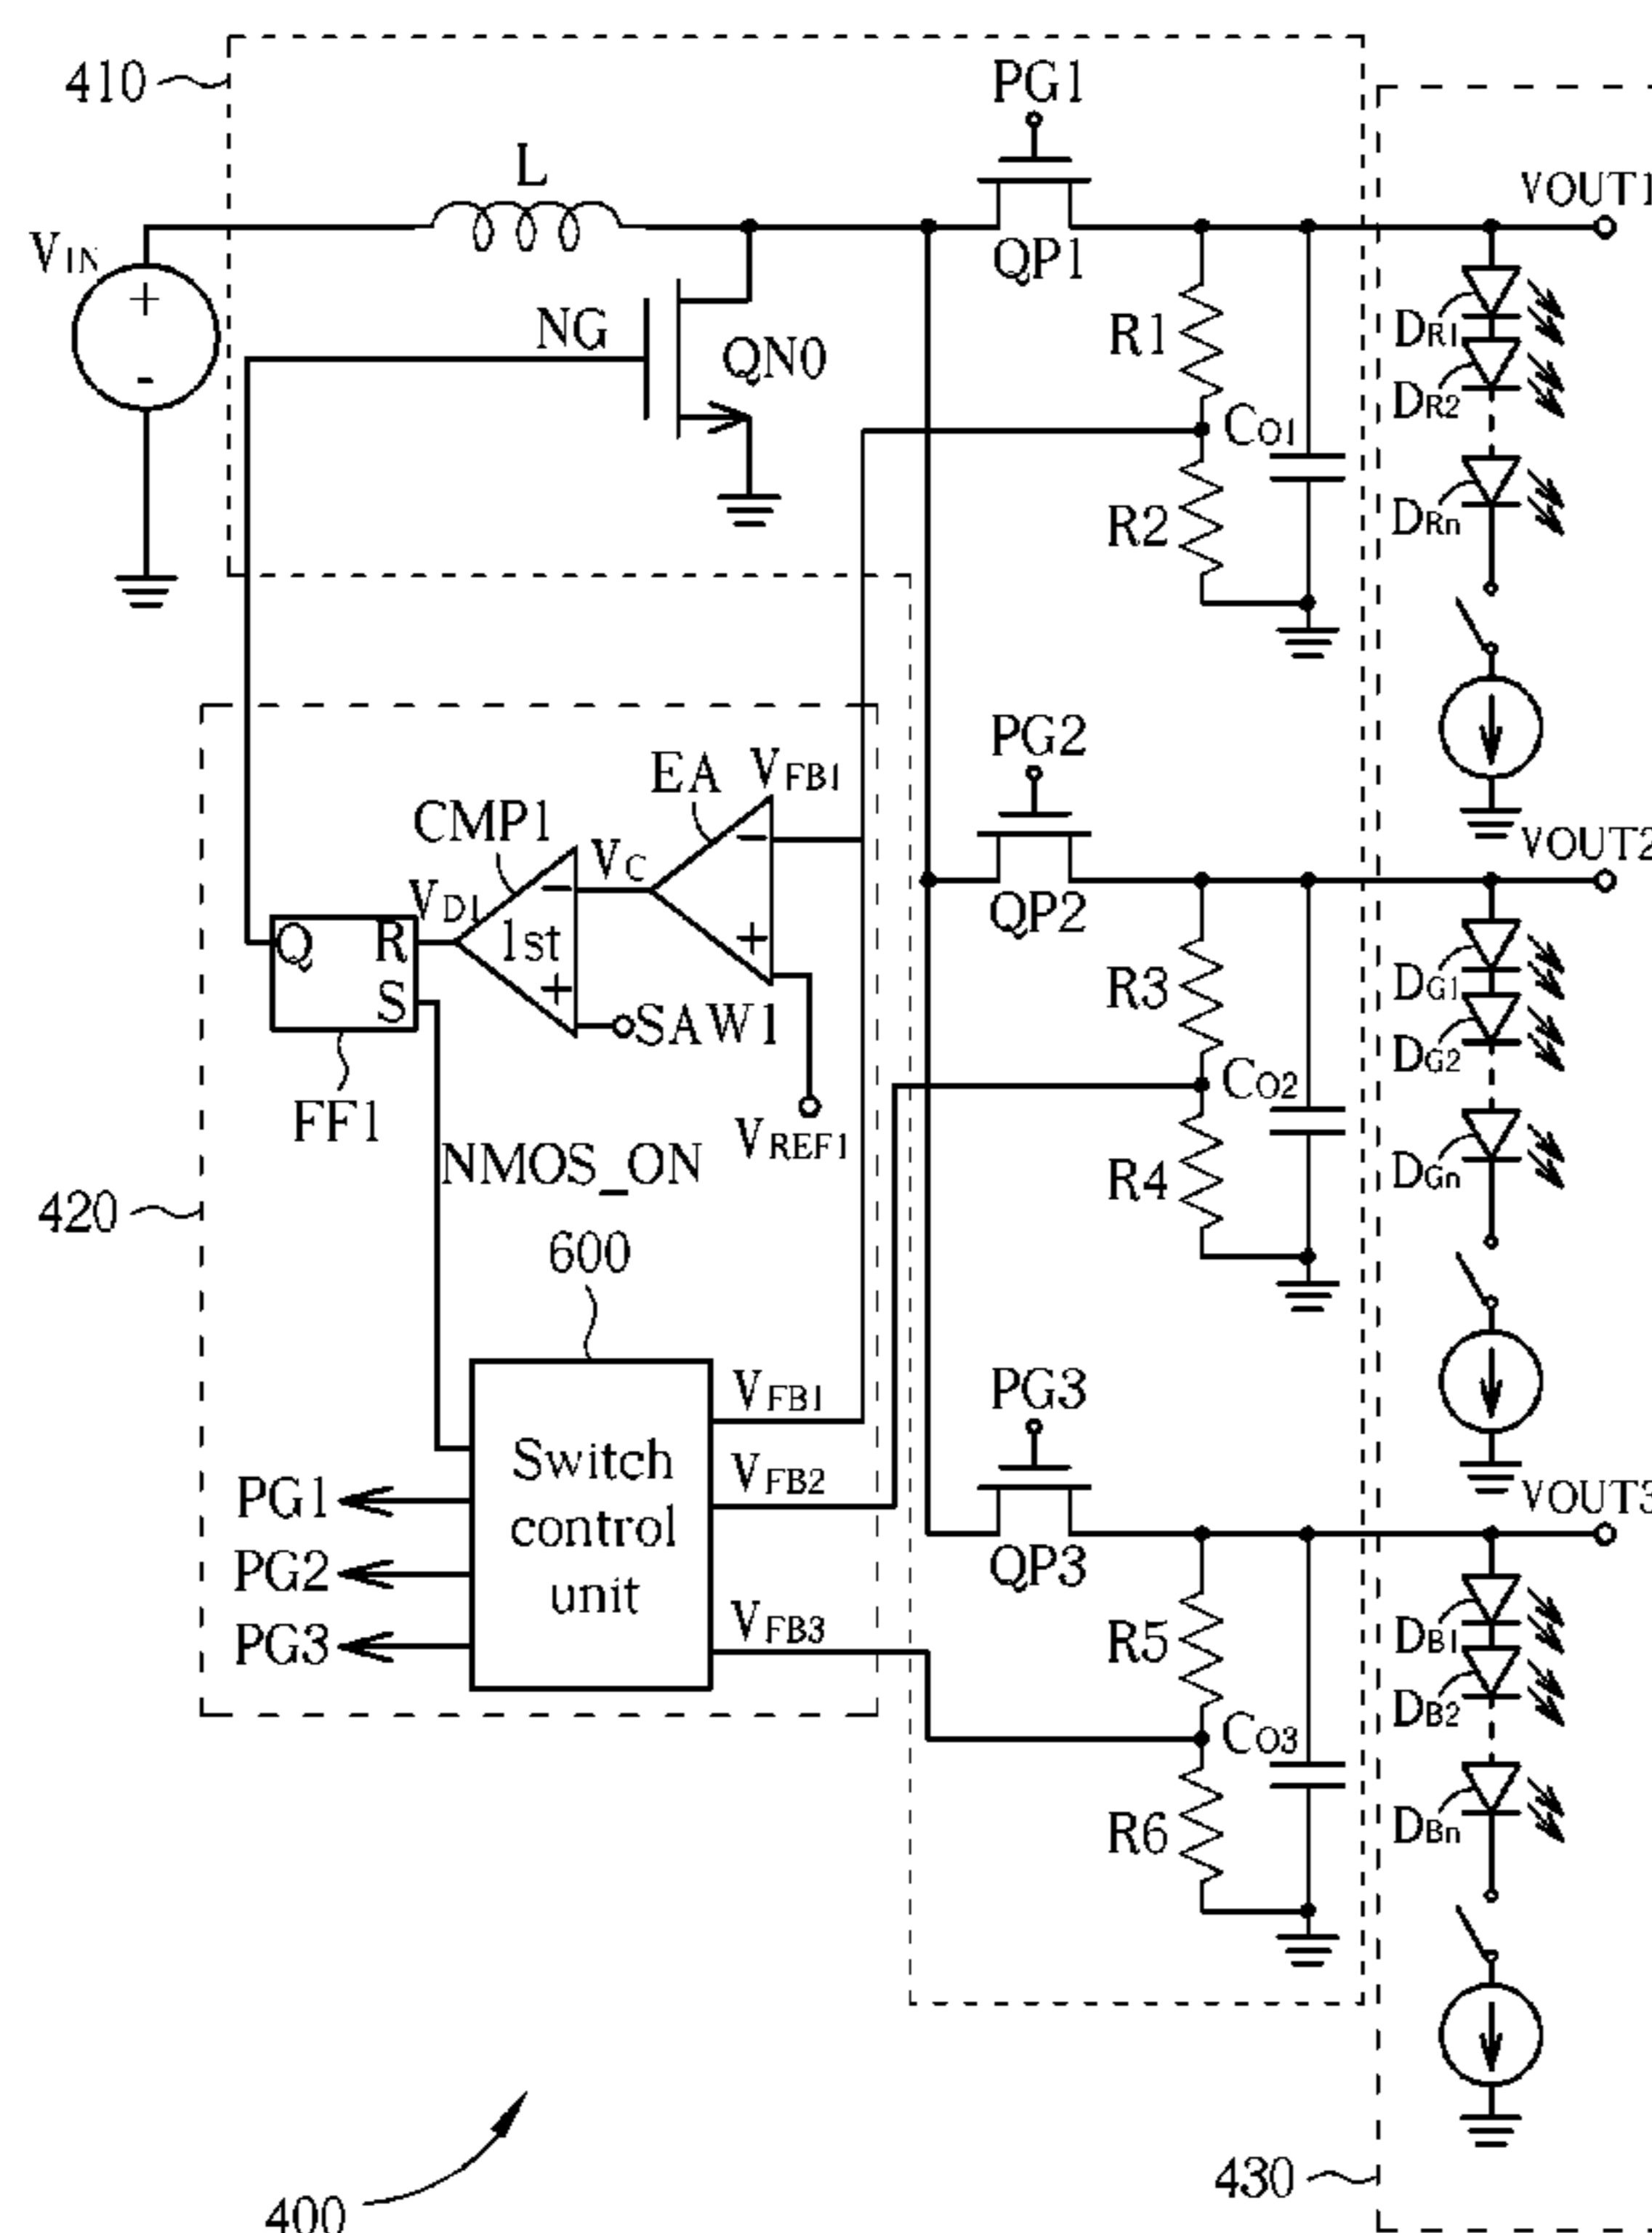 410
PG1
L
VOUT1
VIN
+
-
QP1
NG
QN0
R1
DR1
DR2
CO1
R2
DRn
PG2
EA
VFB1
VOUT2
CMP1
VC
−
−
VD1
1st
+
QP2
Q
R
S
+
SAW1
R3
DG1
DG2
CO2
FF1
VREF1
NMOS_ON
R4
DGn
420
600
PG3
VFB1
Switch
control
unit
VFB2
VOUT3
PG1
PG2
QP3
PG3
VFB3
R5
DB1
DB2
CO3
R6
DBn
430
400